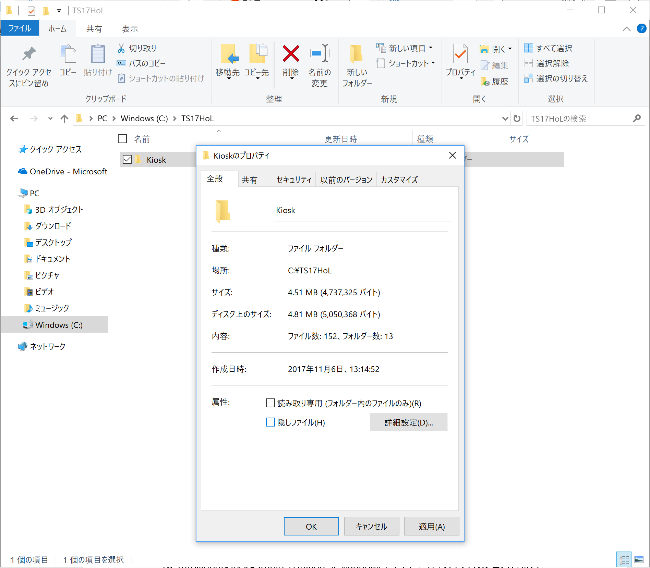 TS17HoL
ファイル ホーム 共有 表示
クイック アクセスにピン留め
コピー
貼り付け
切り取り
パスのコピー
ショートカットの貼り付け
クリップボード
移動先
コピー先
削除
名前の変更
整理
新しいフォルダー
新しい項目
ショートカット
新規
プロパティ
開く
編集
履歴
開く
すべて選択
選択解除
選択の切り替え
選択
PC > Windows (C:) > TS17HoL
TS17HoLの検索
クイック アクセス
OneDrive - Microsoft
PC
3D オブジェクト
ダウンロード
デスクトップ
ドキュメント
ピクチャ
ビデオ
ミュージック
Windows (C:)
ネットワーク
名前 更新日時 種類 サイズ
Kiosk
Kioskのプロパティ
全般 共有 セキュリティ 以前のバージョン カスタマイズ
Kiosk
種類: ファイル フォルダー
場所: C:¥TS17HoL
サイズ: 4.51 MB (4,737,325 バイト)
ディスク上のサイズ: 4.81 MB (5,050,368 バイト)
内容: ファイル数: 152、フォルダー数: 13
作成日時: 2017年11月6日、13:14:52
属性: 読み取り専用 (フォルダー内のファイルのみ)(R)
隠しファイル(H) 詳細設定(D)...
OK キャンセル 適用(A)
1 個の項目 1 個の項目を選択